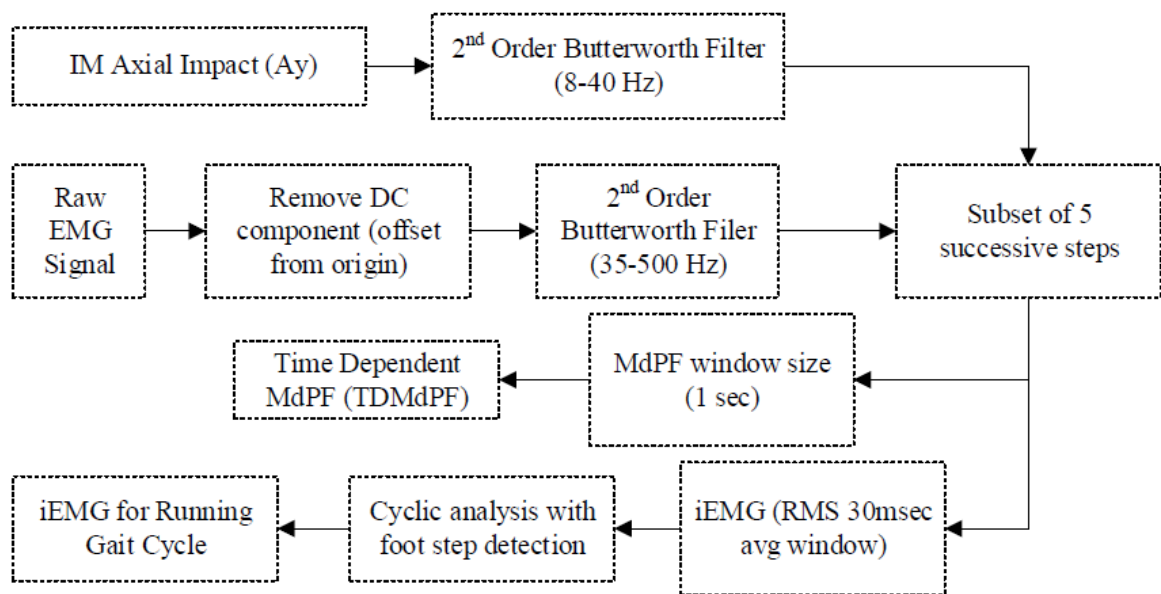 IM Axial Impact (Ay)
2nd Order Butterworth Filter
(8-40 Hz)
Raw
EMG
Signal
Remove DC
component (offset
from origin)
2nd Order
Butterworth Filer
(35-500 Hz)
Subset of 5
successive steps
Time Dependent
MdPF (TDMdPF)
MdPF window size
(1 sec)
iEMG for Running
Gait Cycle
Cyclic analysis with
foot step detection
iEMG (RMS 30msec
avg window)